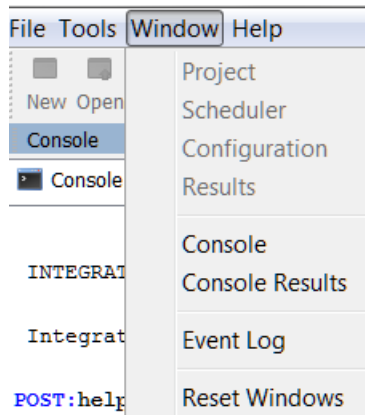 File Tools Window Help
New Open
Project
Scheduler
Configuration
Results
Console
Console
Console
Console Results
INTEGRAT
Integrat
Event Log
POST:help
Reset Windows